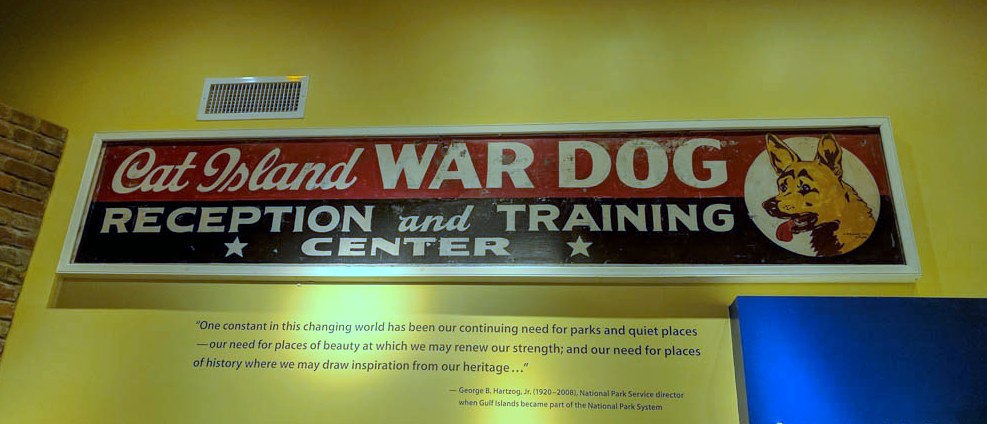 Cat Island WAR DOG
RECEPTION and TRAINING
CENTER
"One constant in this changing world has been our continuing need for parks and quiet places
—our need for places of beauty at which we may renew our strength; and our need for places
of history where we may draw inspiration from our heritage..."
— George B. Hartzog, Jr. (1920–2008), National Park Service director
when Gulf Islands became part of the National Park System